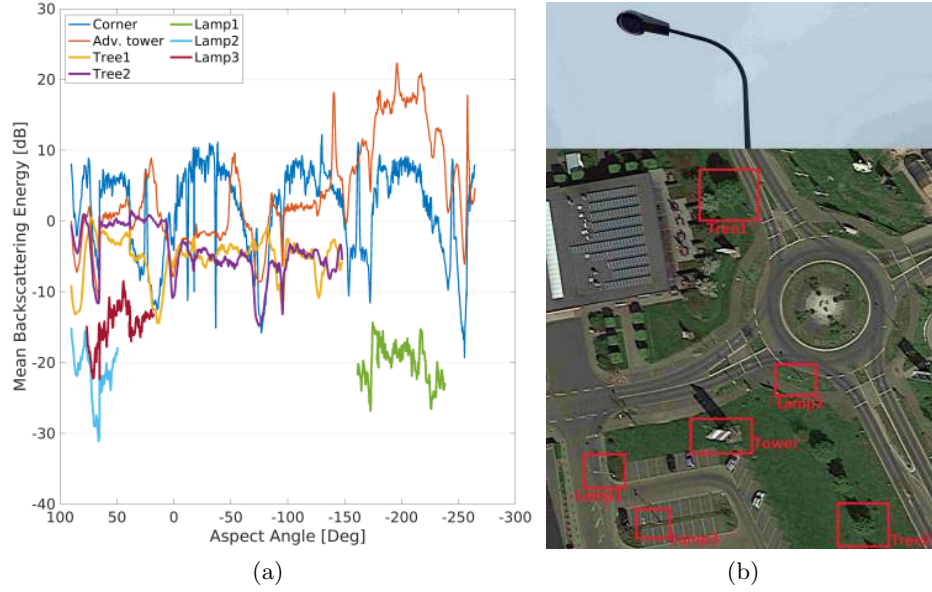 Corner
Adv. tower
Tree1
Tree2
Lamp1
Lamp2
Lamp3
30
20
10
0
-10
-20
-30
-40
Mean Backscattering Energy [dB]
100 50 0 -50 -100 -150 -200 -250 -300
Aspect Angle [Deg]
(a)
Tree1
Lamp2
Tower
Lamp1
(b)